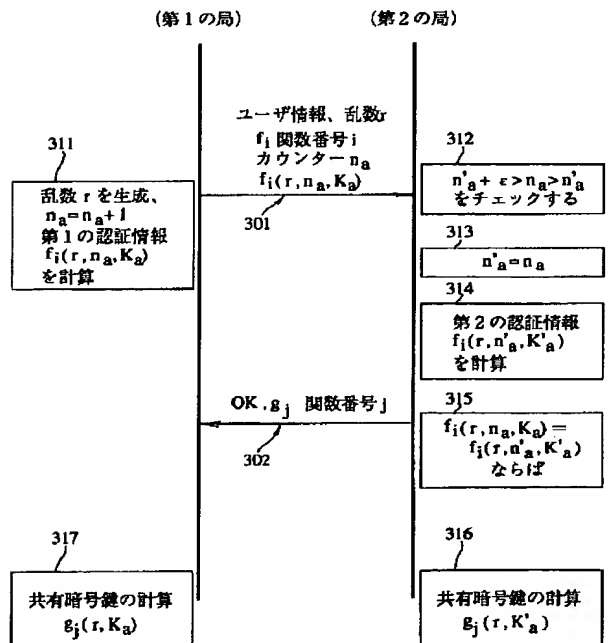 (第1の局)
(第2の局)
ユーザ情報、乱数r
fi 関数番号 i
カウンター na
fi(r,na,Ka)
301
311
乱数 r を生成、
na=na+1
第1の認証情報
fi(r,na,Ka)
を計算
312
n'a + ε>na>n'a
をチェックする
313
n'a=na
314
第2の認証情報
fi(r,n'a,K'a)
を計算
OK, gj 関数番号 j
302
315
fi(r,na,Ka)=
fi(r,n'a,K'a)
ならば
317
共有暗号鍵の計算
gj(r,Ka)
316
共有暗号鍵の計算
gj(r,K'a)